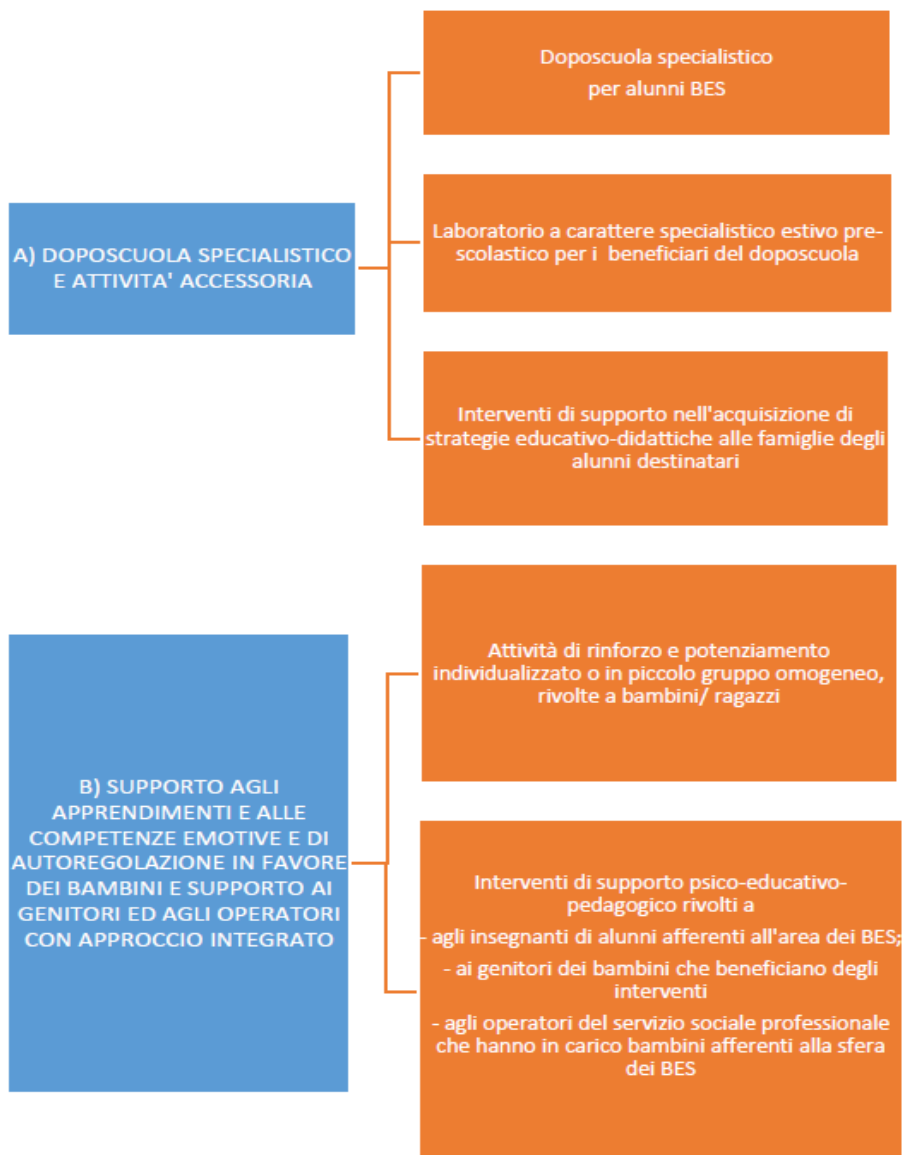 A) DOPOSCUOLA SPECIALISTICO
E ATTIVITA' ACCESSORIA
Doposcuola specialistico
per alunni BES
Laboratorio a carattere specialistico estivo pre-
scolastico per i  beneficiari del doposcuola
Interventi di supporto nell'acquisizione di
strategie educativo-didattiche alle famiglie degli
alunni destinatari
B) SUPPORTO AGLI
APPRENDIMENTI E ALLE
COMPETENZE EMOTIVE E DI
AUTOREGOLAZIONE IN FAVORE
DEI BAMBINI E SUPPORTO AI
GENITORI ED AGLI OPERATORI
CON APPROCCIO INTEGRATO
Attività di rinforzo e potenziamento
individualizzato o in piccolo gruppo omogeneo,
rivolte a bambini/ ragazzi
Interventi di supporto psico-educativo-
pedagogico rivolti a
- agli insegnanti di alunni afferenti all'area dei BES;
- ai genitori dei bambini che beneficiano degli
interventi
- agli operatori del servizio sociale professionale
che hanno in carico bambini afferenti alla sfera
dei BES